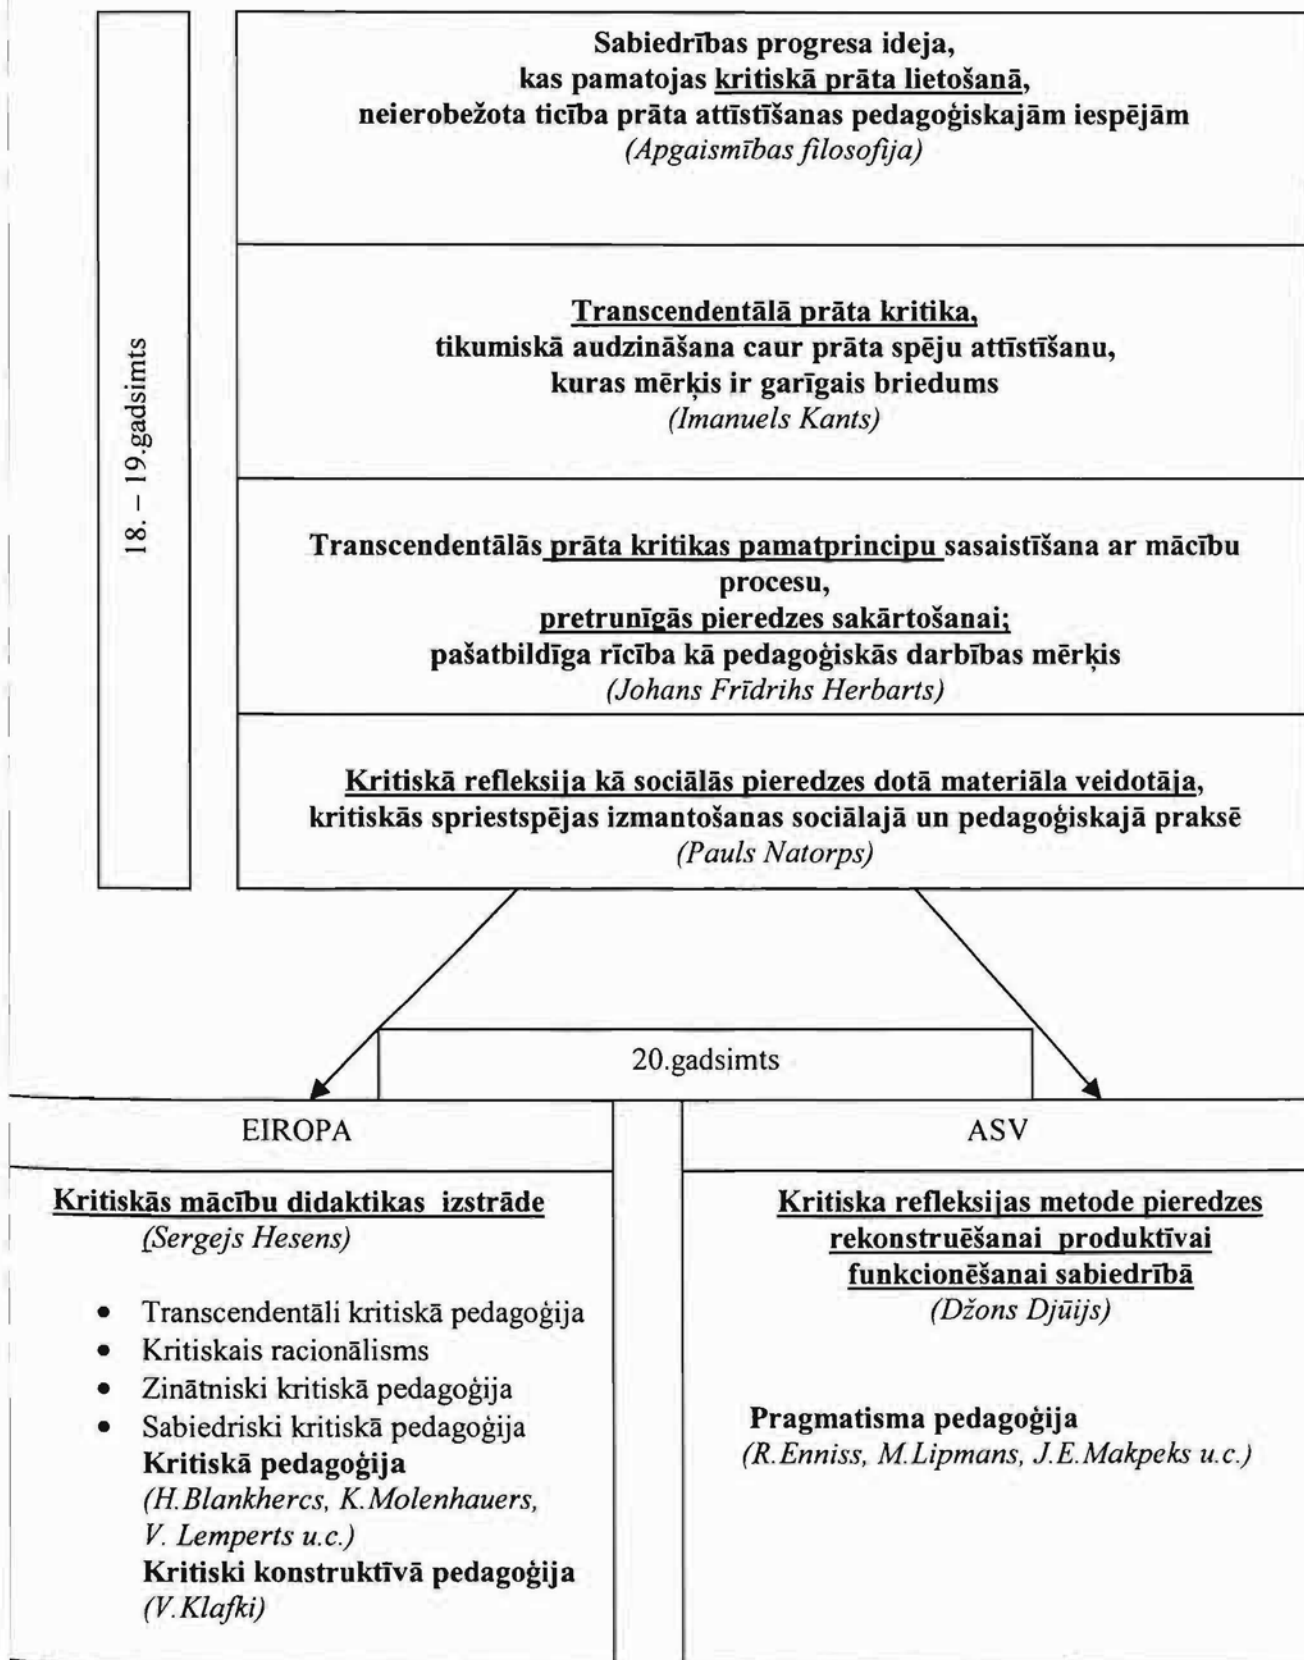 Sabiedrības progresa ideja,
kas pamatojas kritiskā prāta lietošanā,
neierobežota ticība prāta attīstīšanas pedagoģiskajām iespējām
(Apgaismības filosofija)
18. – 19.gadsimts
Transcendentālā prāta kritika,
tikumiskā audzināšana caur prāta spēju attīstīšanu,
kuras mērķis ir garīgais briedums
(Imanuels Kants)
Transcendentālās prāta kritikas pamatprincipu sasaistīšana ar mācību
procesu,
pretrunīgās pieredzes sakārtošanai;
pašatbildīga rīcība kā pedagoģiskās darbības mērķis
(Johans Frīdrihs Herbarts)
Kritiskā refleksija kā sociālās pieredzes dotā materiāla veidotāja,
kritiskās spriestspējas izmantošanas sociālajā un pedagoģiskajā praksē
(Pauls Natorps)
20.gadsimts
EIROPA
Kritiskās mācību didaktikas izstrāde
(Sergejs Hesens)
• Transcendentāli kritiskā pedagoģija
• Kritiskais racionālisms
• Zinātniski kritiskā pedagoģija
• Sabiedriski kritiskā pedagoģija
Kritiskā pedagoģija
(H.Blankhercs, K.Molenhauers,
V. Lemperts u.c.)
Kritiski konstruktīvā pedagoģija
(V.Klafki)
ASV
Kritiska refleksijas metode pieredzes
rekonstruēšanai produktīvai
funkcionēšanai sabiedrībā
(Džons Djūijs)
Pragmatisma pedagoģija
(R.Enniss, M.Lipmans, J.E.Makpeks u.c.)